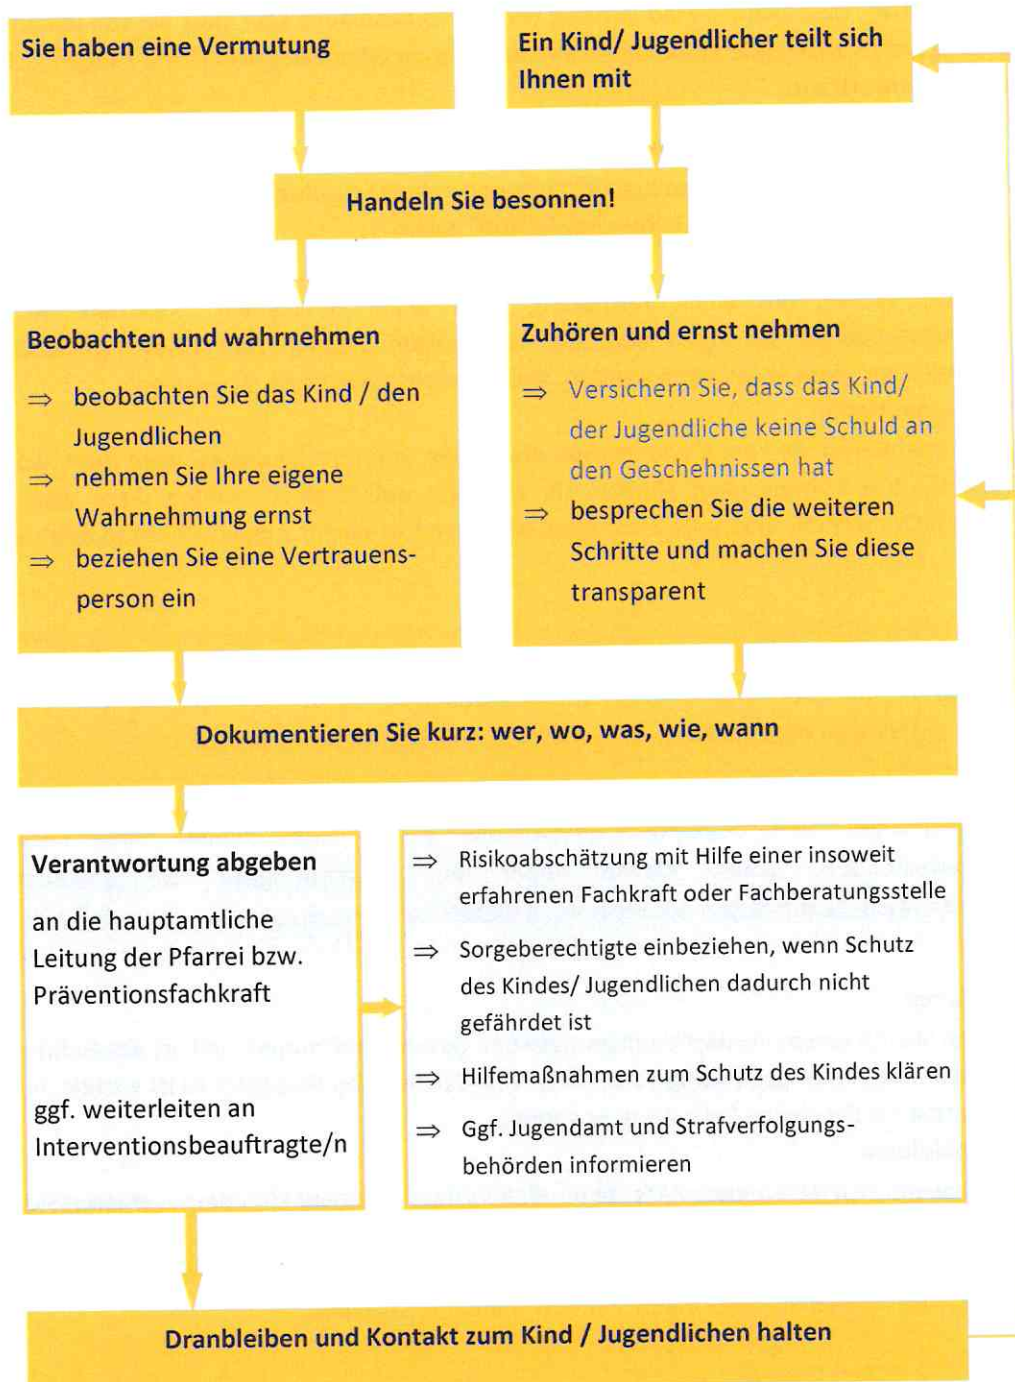 Sie haben eine Vermutung
Ein Kind/ Jugendlicher teilt sich
Ihnen mit
Handeln Sie besonnen!
Beobachten und wahrnehmen
⇒ beobachten Sie das Kind / den
Jugendlichen
⇒ nehmen Sie Ihre eigene
Wahrnehmung ernst
⇒ beziehen Sie eine Vertrauens-
person ein
Zuhören und ernst nehmen
⇒ Versichern Sie, dass das Kind/
der Jugendliche keine Schuld an
den Geschehnissen hat
⇒ besprechen Sie die weiteren
Schritte und machen Sie diese
transparent
Dokumentieren Sie kurz: wer, wo, was, wie, wann
Verantwortung abgeben
an die hauptamtliche
Leitung der Pfarrei bzw.
Präventionsfachkraft
ggf. weiterleiten an
Interventionsbeauftragte/n
⇒ Risikoabschätzung mit Hilfe einer insoweit
erfahrenen Fachkraft oder Fachberatungsstelle
⇒ Sorgeberechtigte einbeziehen, wenn Schutz
des Kindes/ Jugendlichen dadurch nicht
gefährdet ist
⇒ Hilfemaßnahmen zum Schutz des Kindes klären
⇒ Ggf. Jugendamt und Strafverfolgungs-
behörden informieren
Dranbleiben und Kontakt zum Kind / Jugendlichen halten